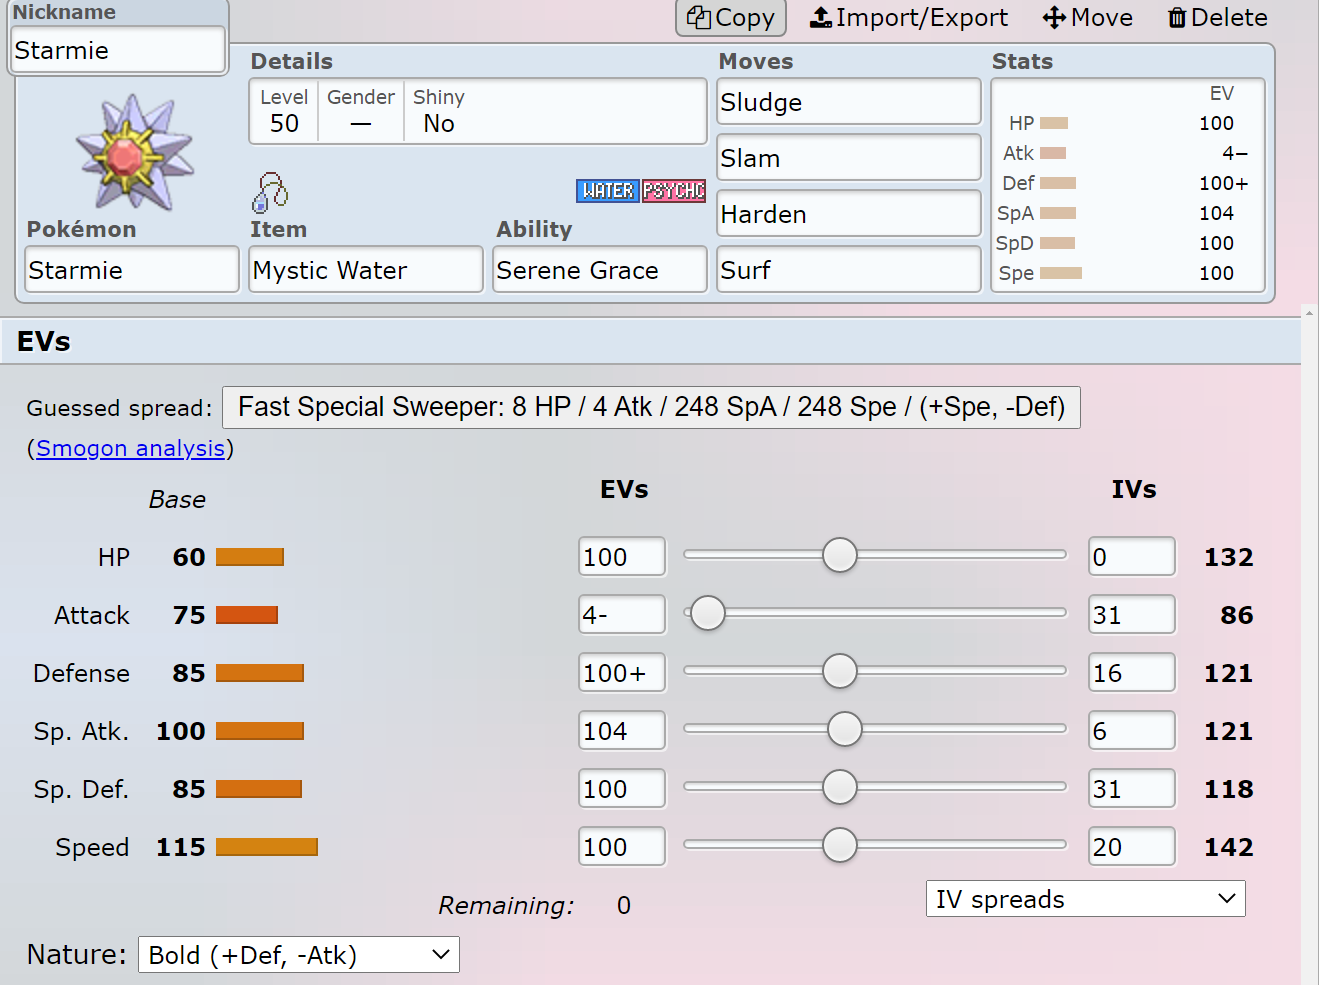 Nickname
Starmie
Copy Import/Export Move Delete
Details
Level Gender Shiny
50 — No
WATER PSYCHC
Pokémon Item Ability
Starmie Mystic Water Serene Grace
Moves
Sludge
Slam
Harden
Surf
Stats
EV
HP 100
Atk 4−
Def 100+
SpA 104
SpD 100
Spe 100
EVs
Guessed spread: Fast Special Sweeper: 8 HP / 4 Atk / 248 SpA / 248 Spe / (+Spe, -Def)
(Smogon analysis)
Base EVs IVs
HP 60 100 0 132
Attack 75 4- 31 86
Defense 85 100+ 16 121
Sp. Atk. 100 104 6 121
Sp. Def. 85 100 31 118
Speed 115 100 20 142
Remaining: 0 IV spreads
Nature: Bold (+Def, -Atk)